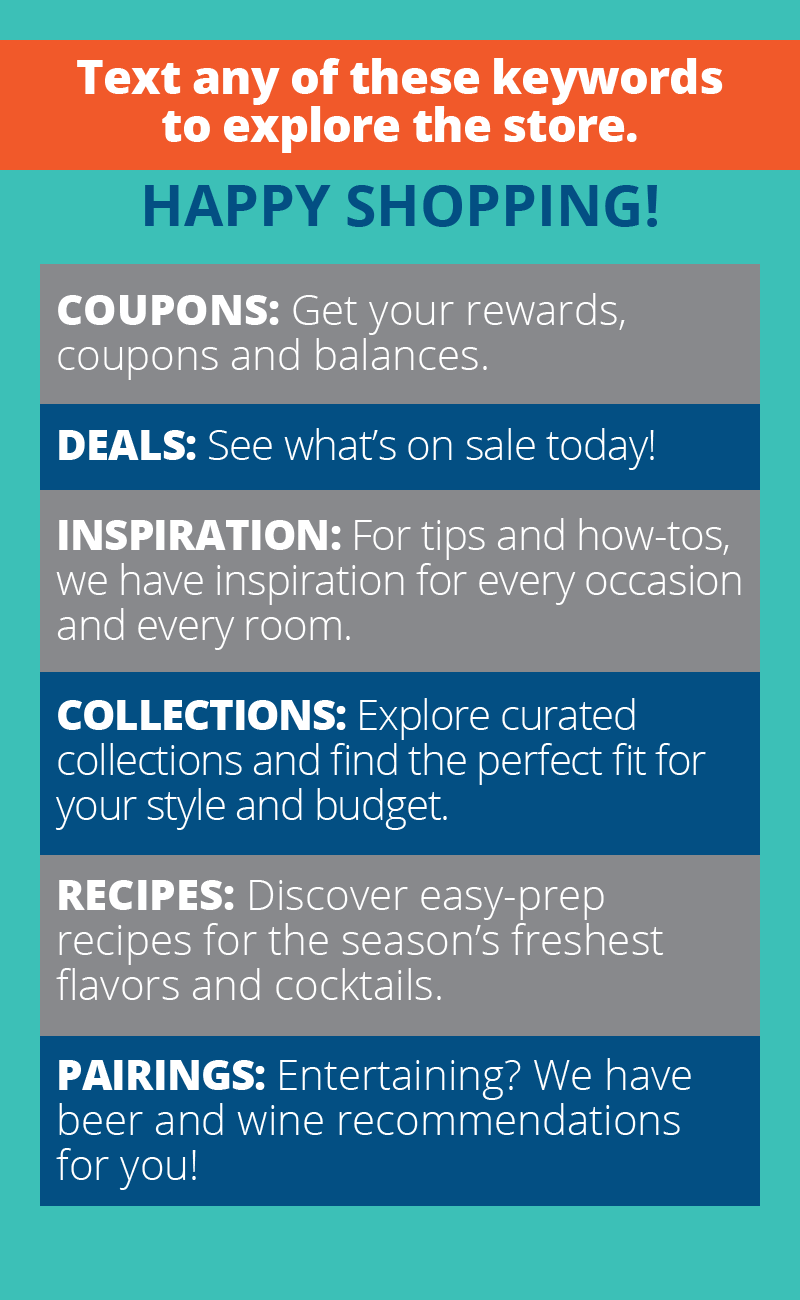 Text any of these keywords
to explore the store.
HAPPY SHOPPING!
COUPONS: Get your rewards,
coupons and balances.
DEALS: See what’s on sale today!
INSPIRATION: For tips and how-tos,
we have inspiration for every occasion
and every room.
COLLECTIONS: Explore curated
collections and find the perfect fit for
your style and budget.
RECIPES: Discover easy-prep
recipes for the season’s freshest
flavors and cocktails.
PAIRINGS: Entertaining? We have
beer and wine recommendations
for you!